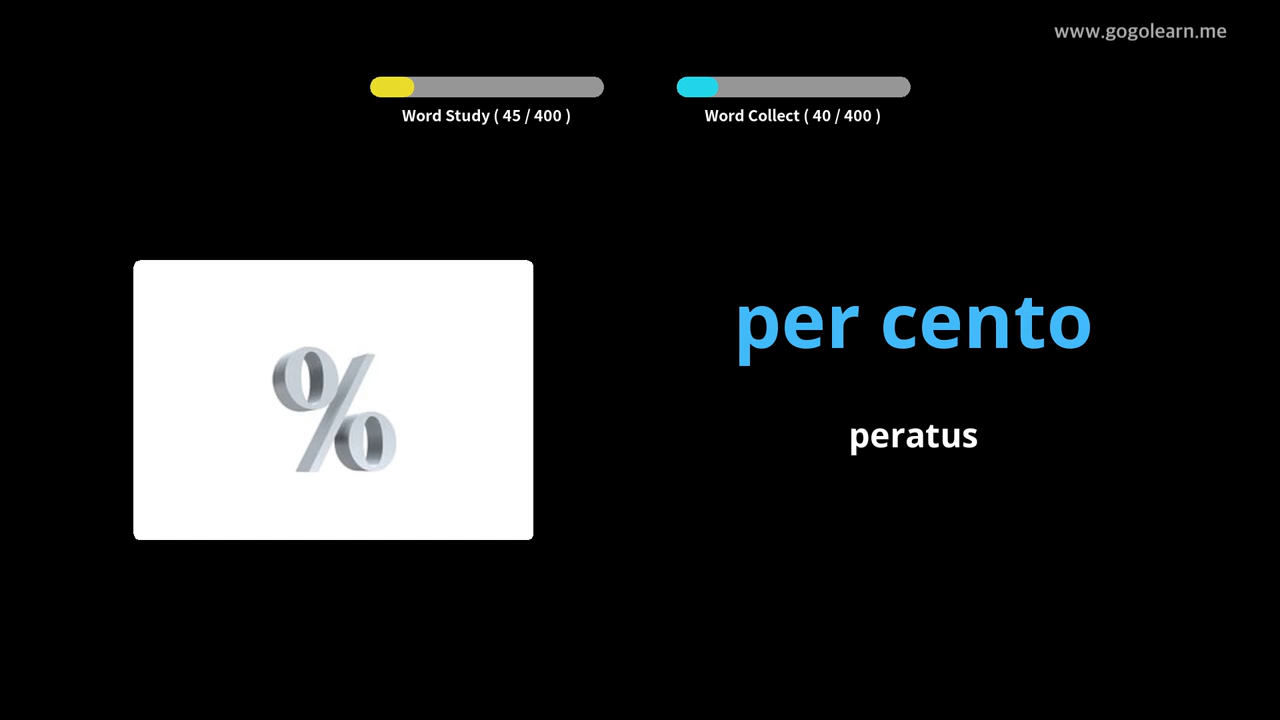 www.gogolearn.me
Word Study ( 45 / 400 )
Word Collect ( 40 / 400 )
%
per cento
peratus